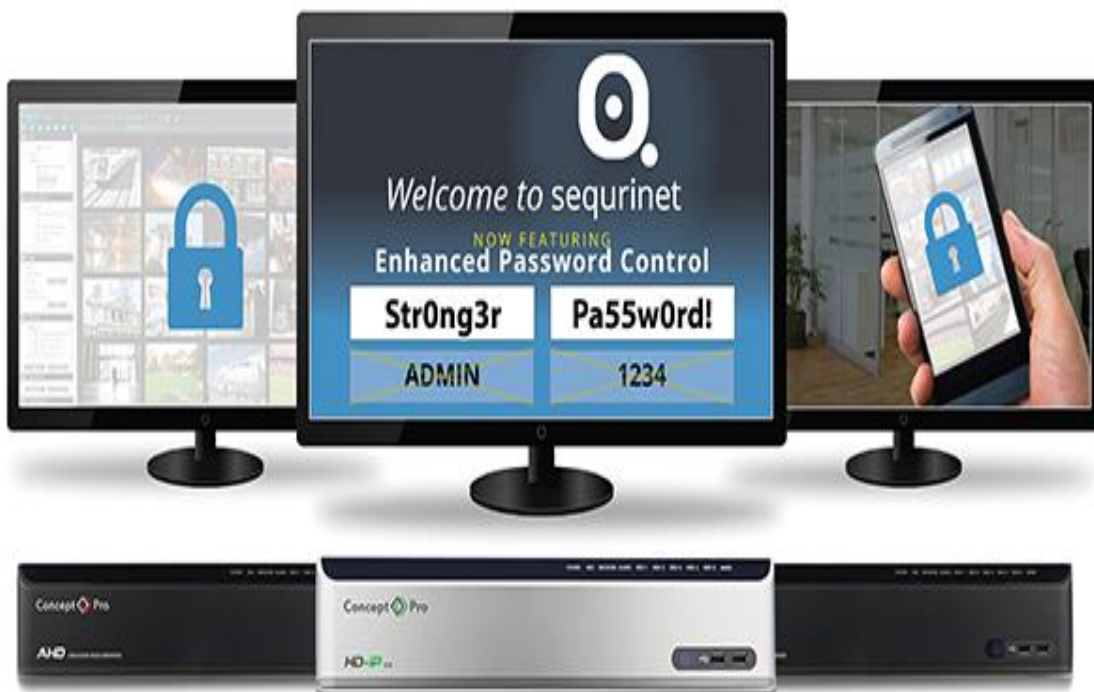 Welcome to sequrinet
NOW FEATURING
Enhanced Password Control
Str0ng3r
Pa55w0rd!
ADMIN
1234
Concept Pro
AHD
Concept Pro
HD-IP